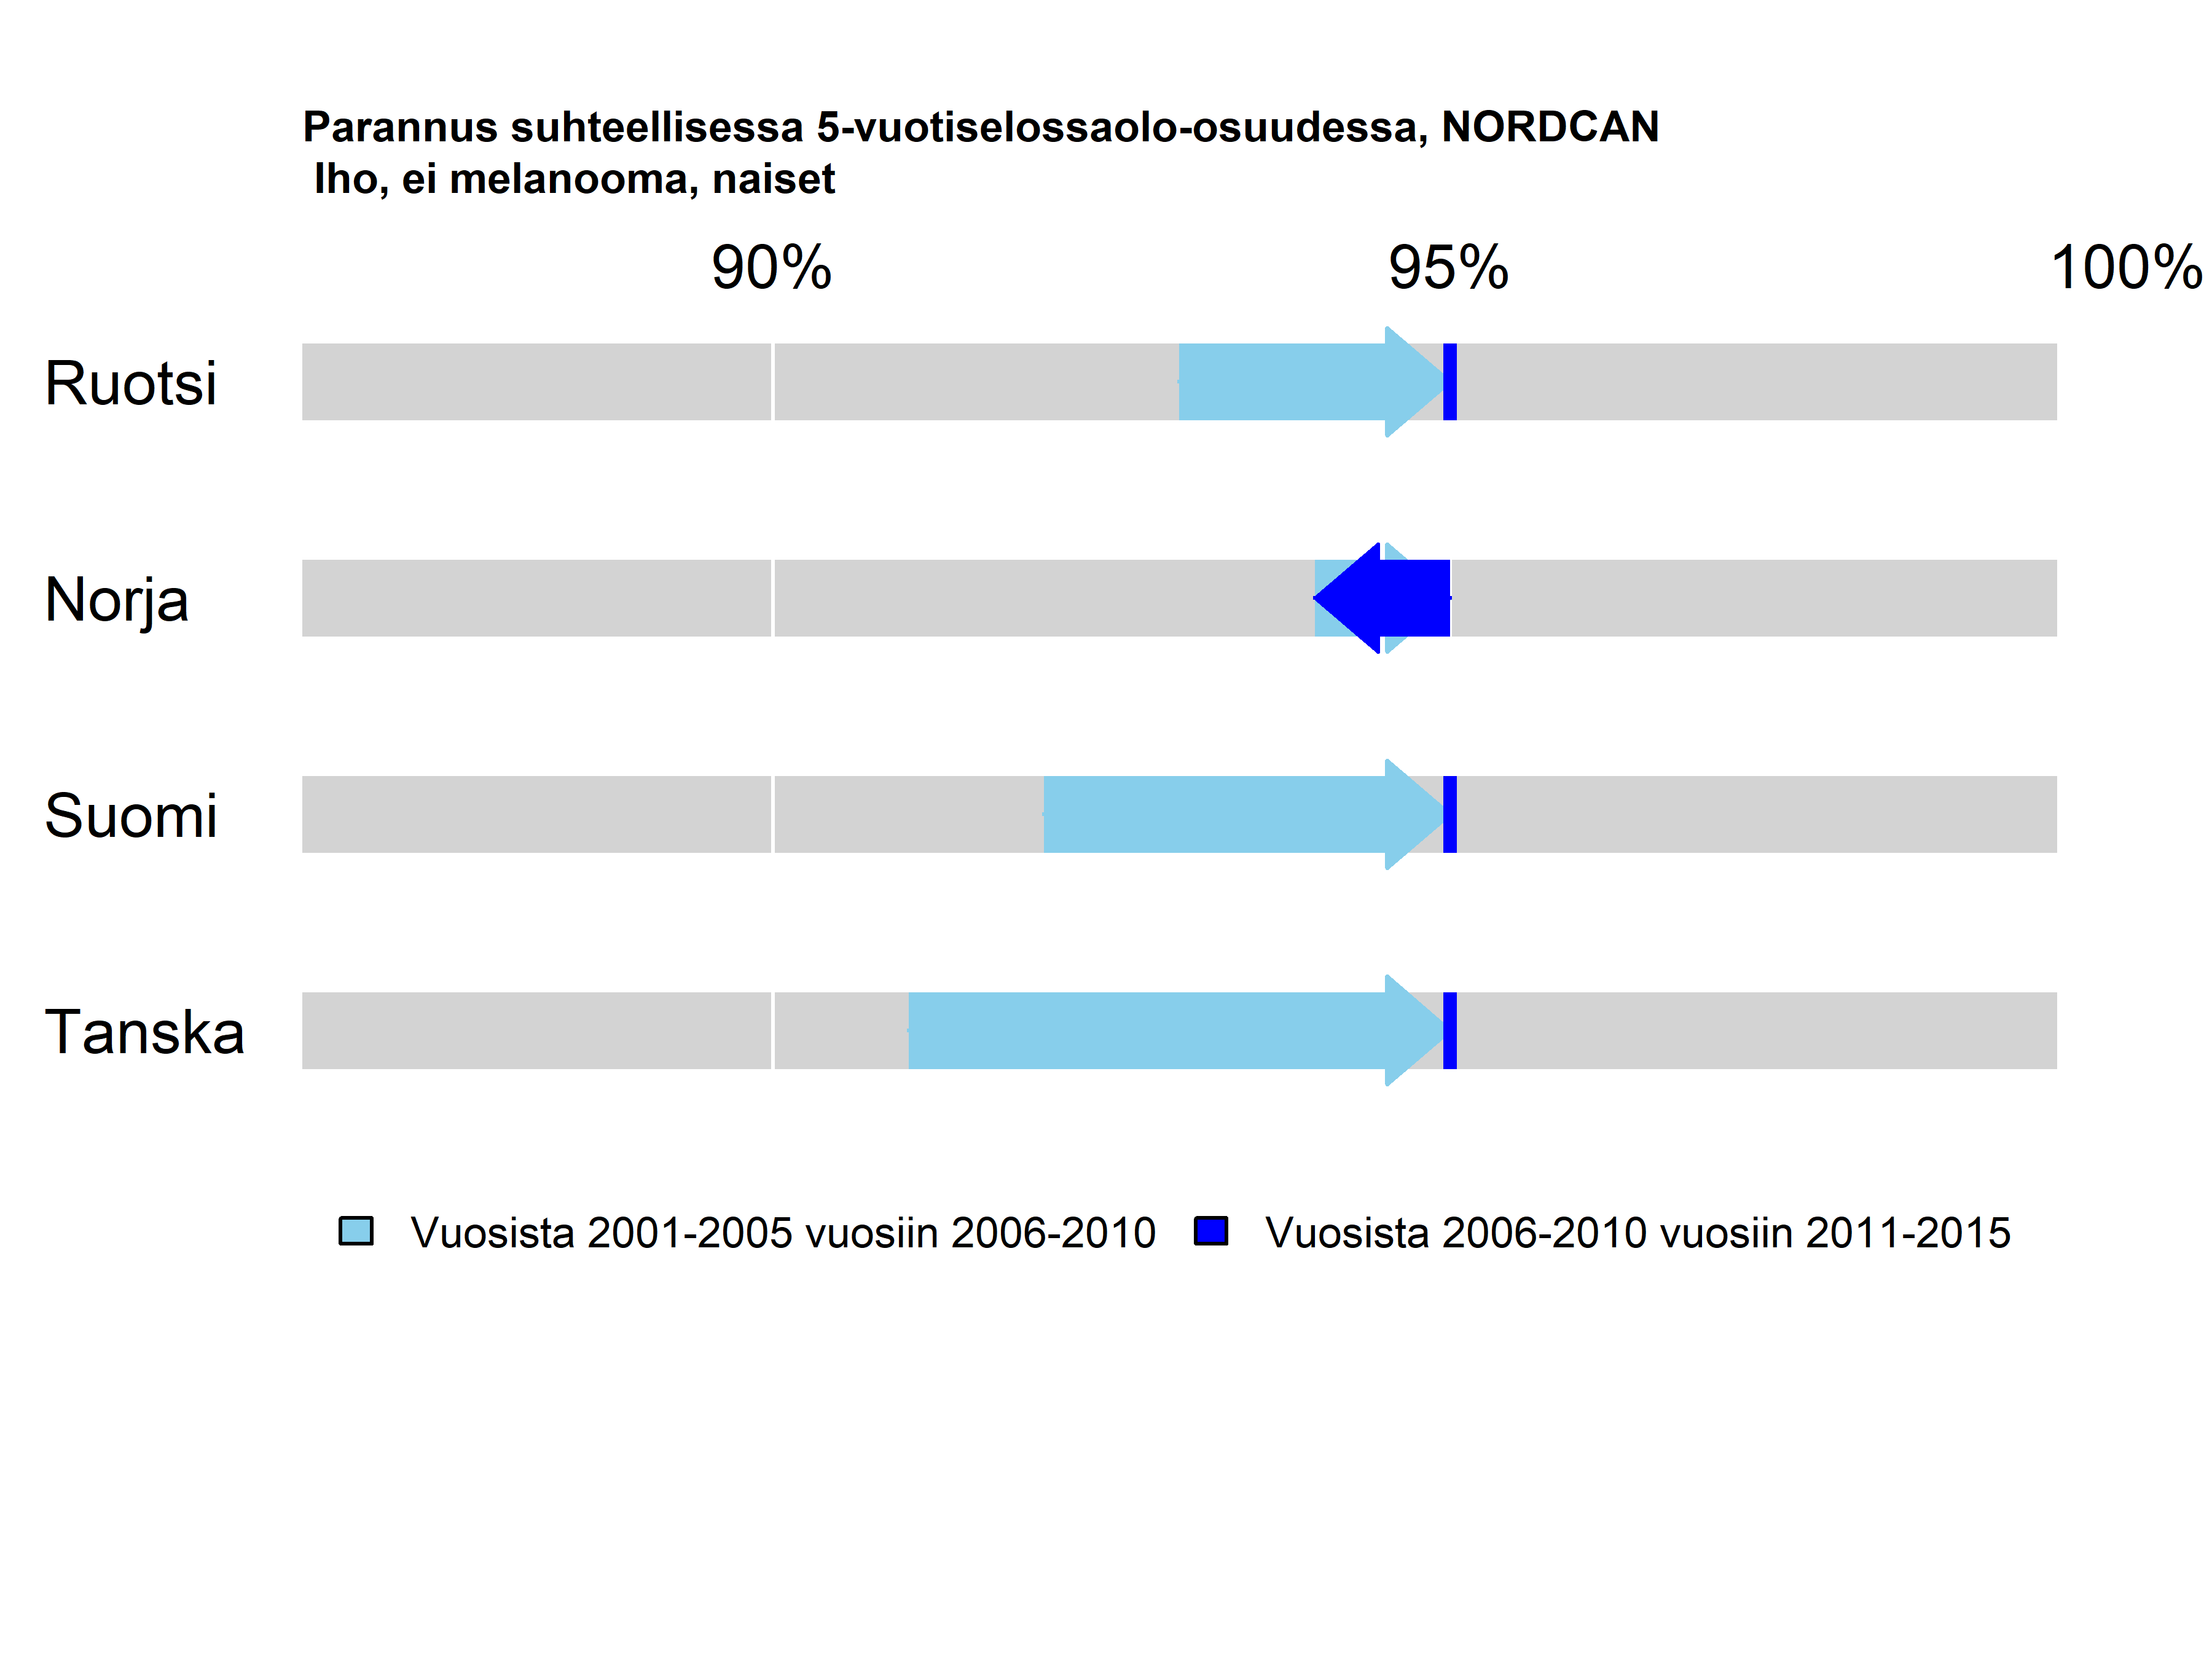 Parannus suhteellisessa 5-vuotiselossaolo-osuudessa, NORDCAN
Iho, ei melanooma, naiset
90% 95% 100%
Ruotsi
Norja
Suomi
Tanska
Vuosista 2001-2005 vuosiin 2006-2010 Vuosista 2006-2010 vuosiin 2011-2015